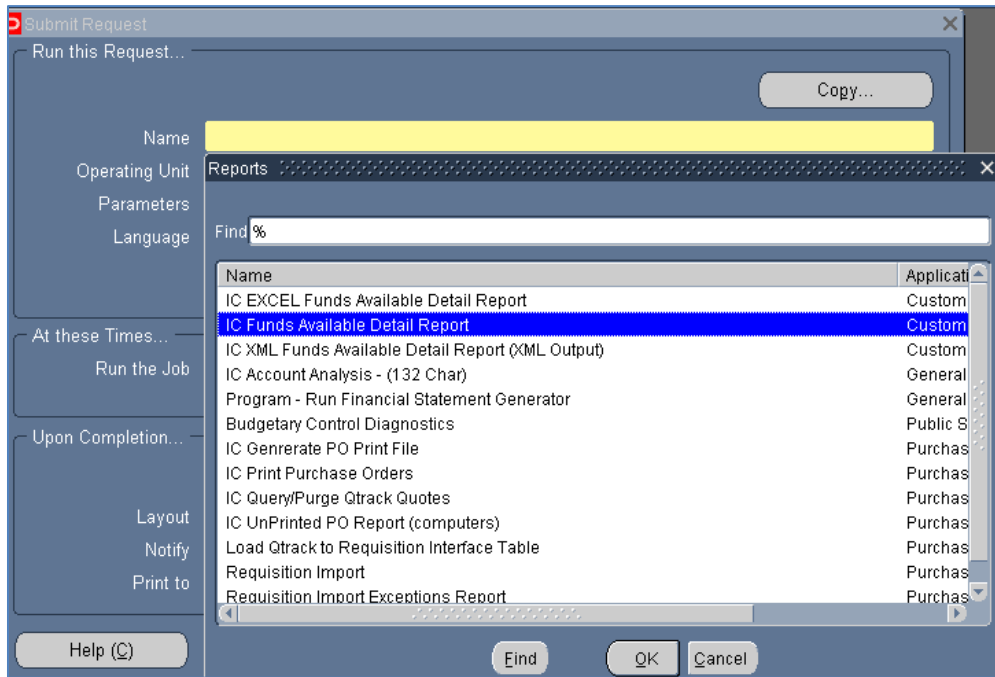 Submit Request
Run this Request...
Copy...
Name
Operating Unit
Parameters
Language
Reports
Find %
Name Applicati
IC EXCEL Funds Available Detail Report Custom
IC Funds Available Detail Report Custom
IC XML Funds Available Detail Report (XML Output) Custom
IC Account Analysis - (132 Char) General
Program - Run Financial Statement Generator General
Budgetary Control Diagnostics Public S
IC Genrerate PO Print File Purchas
IC Print Purchase Orders Purchas
IC Query/Purge Qtrack Quotes Purchas
IC UnPrinted PO Report (computers) Purchas
Load Qtrack to Requisition Interface Table Purchas
Requisition Import Purchas
Requisition Import Exceptions Report Purchas
At these Times...
Run the Job
Upon Completion...
Layout
Notify
Print to
Help (C)
Find
OK
Cancel